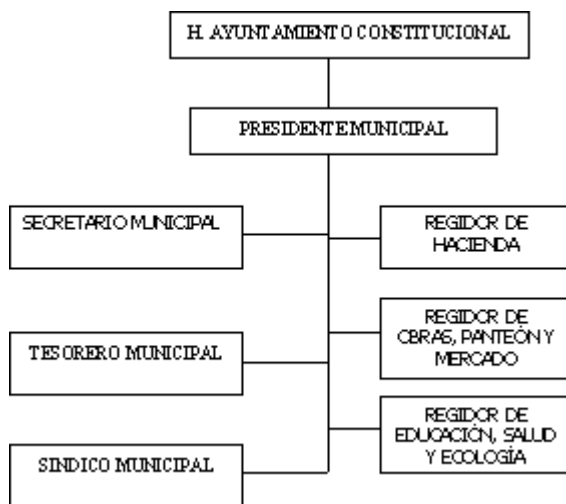 H. AYUNTAMIENTO CONSTITUCIONAL
PRESIDENTE MUNICIPAL
SECRETARIO MUNICIPAL
REGIDOR DE
HACIENDA
TESORERO MUNICIPAL
REGIDOR DE
OBRAS, PANTEÓN Y
MERCADO
SINDICO MUNICIPAL
REGIDOR DE
EDUCACIÓN, SALUD
Y ECOLOGÍA